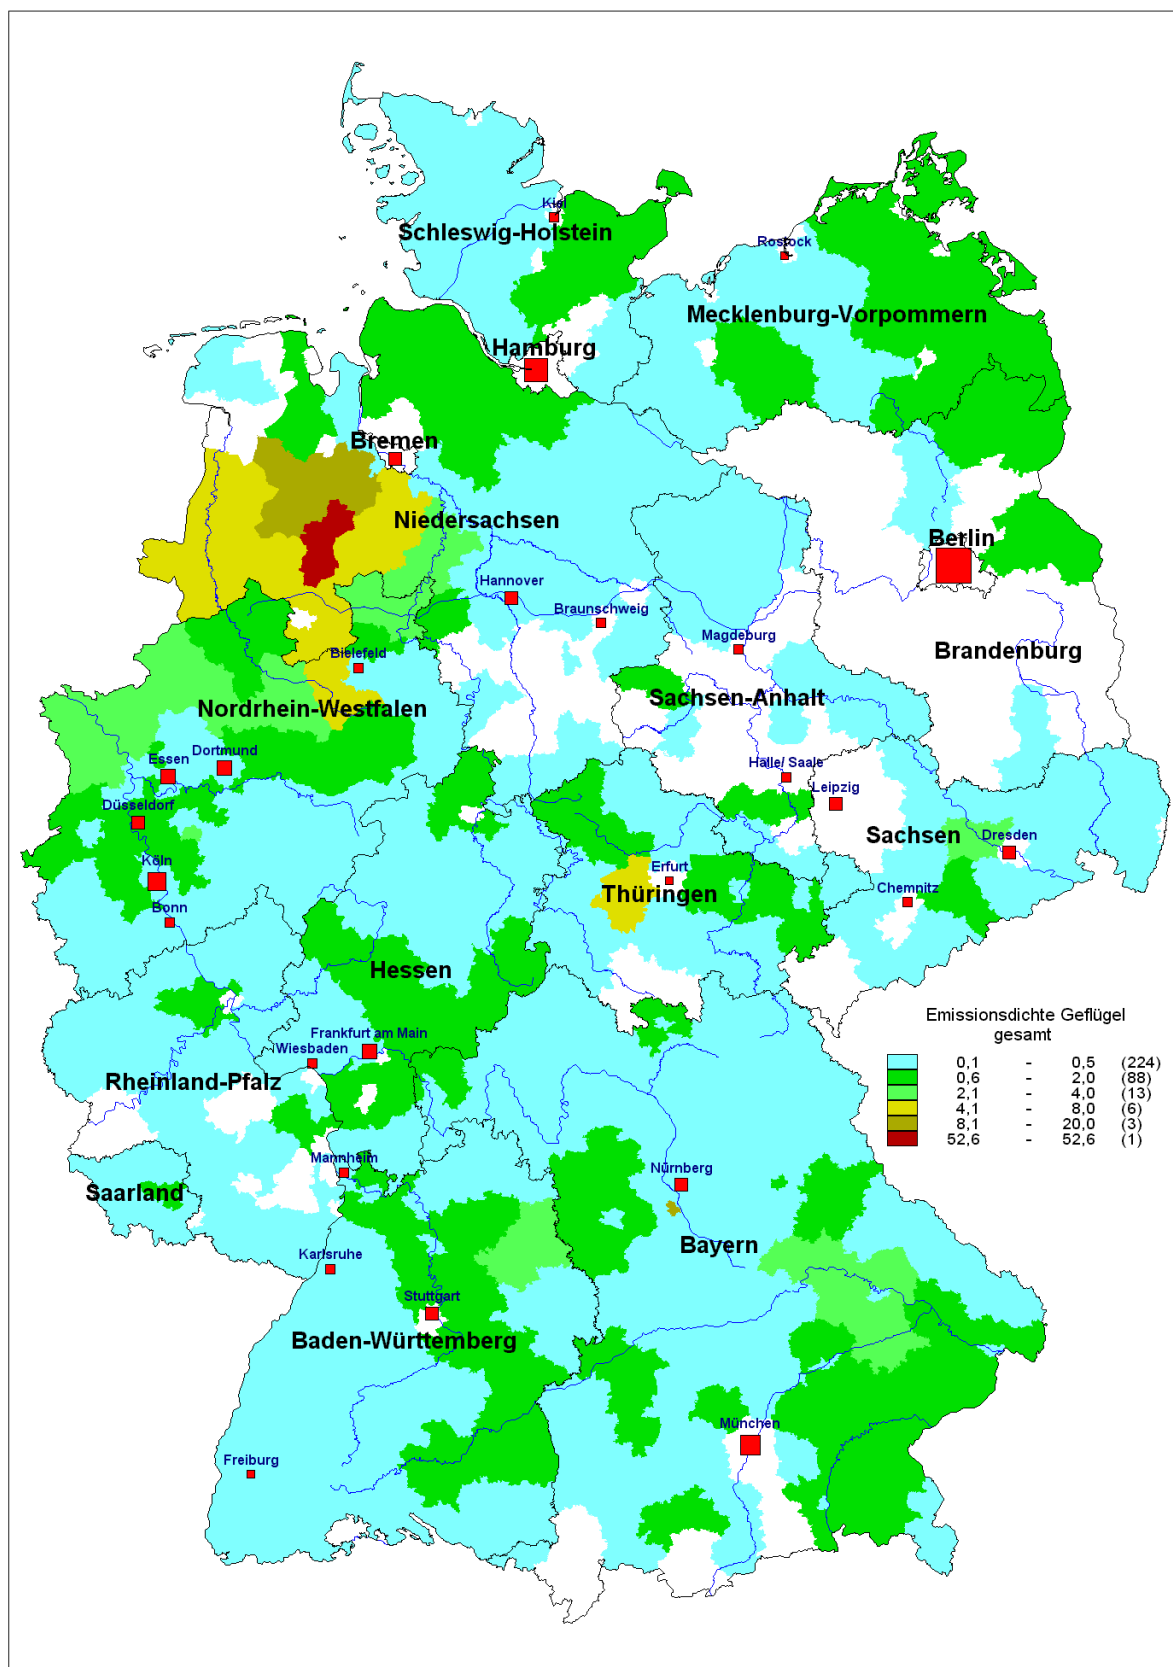 Kiel
Schleswig-Holstein
Rostock
Mecklenburg-Vorpommern
Hamburg
Bremen
Niedersachsen
Berlin
Hannover
Braunschweig
Magdeburg
Brandenburg
Bielefeld
Sachsen-Anhalt
Nordrhein-Westfalen
Dortmund
Essen
Halle/ Saale
Leipzig
Düsseldorf
Sachsen
Dresden
Köln
Erfurt
Thüringen
Chemnitz
Bonn
Hessen
Emissionsdichte Geflügel
gesamt
0,1 - 0,5 (224)
0,6 - 2,0 (88)
2,1 - 4,0 (13)
4,1 - 8,0 (6)
8,1 - 20,0 (3)
52,6 - 52,6 (1)
Frankfurt am Main
Wiesbaden
Rheinland-Pfalz
Mannheim
Nürnberg
Saarland
Bayern
Karlsruhe
Stuttgart
Baden-Württemberg
München
Freiburg